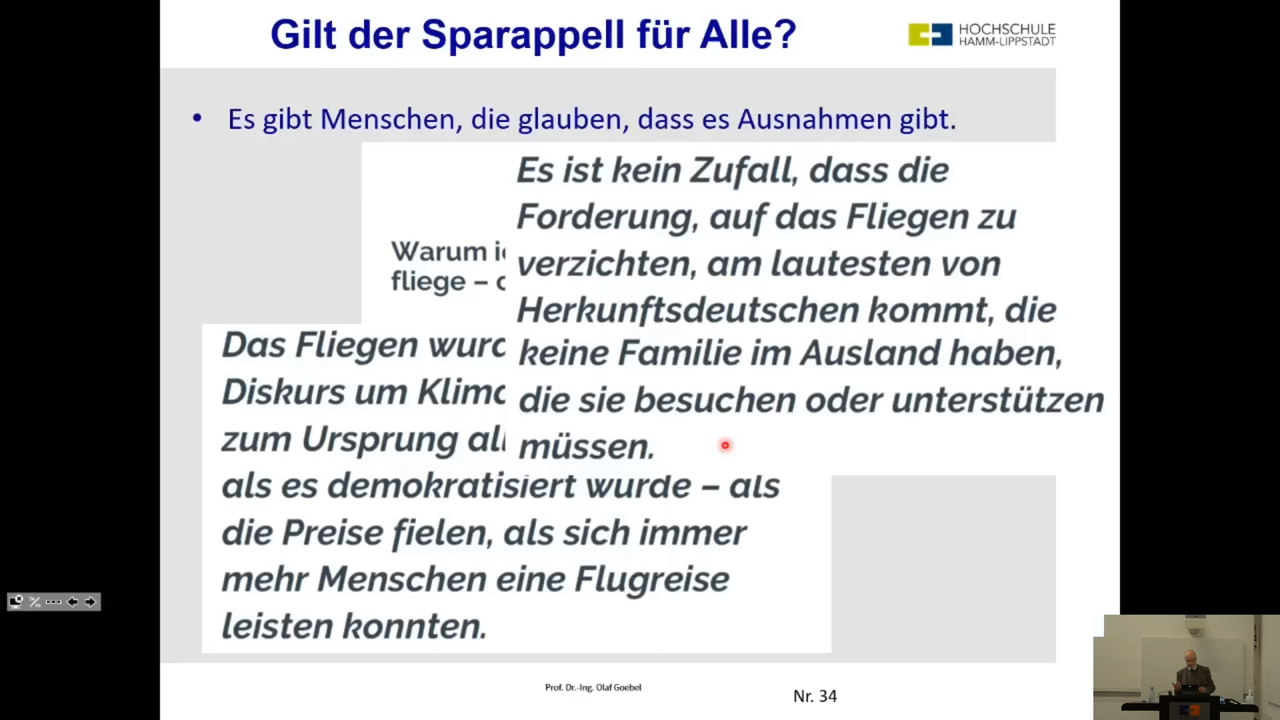 Gilt der Sparappell für Alle?
HOCHSCHULE
HAMM-LIPPSTADT
• Es gibt Menschen, die glauben, dass es Ausnahmen gibt.
Es ist kein Zufall, dass die
Forderung, auf das Fliegen zu
verzichten, am lautesten von
Herkunftsdeutschen kommt, die
keine Familie im Ausland haben,
die sie besuchen oder unterstützen
müssen.
Warum
fliege –
Das Fliegen
Diskurs um
zum Ursprung
als es demokratisiert wurde – als
die Preise fielen, als sich immer
mehr Menschen eine Flugreise
leisten konnten.
Prof. Dr.-Ing. Olaf Goebel
Nr. 34